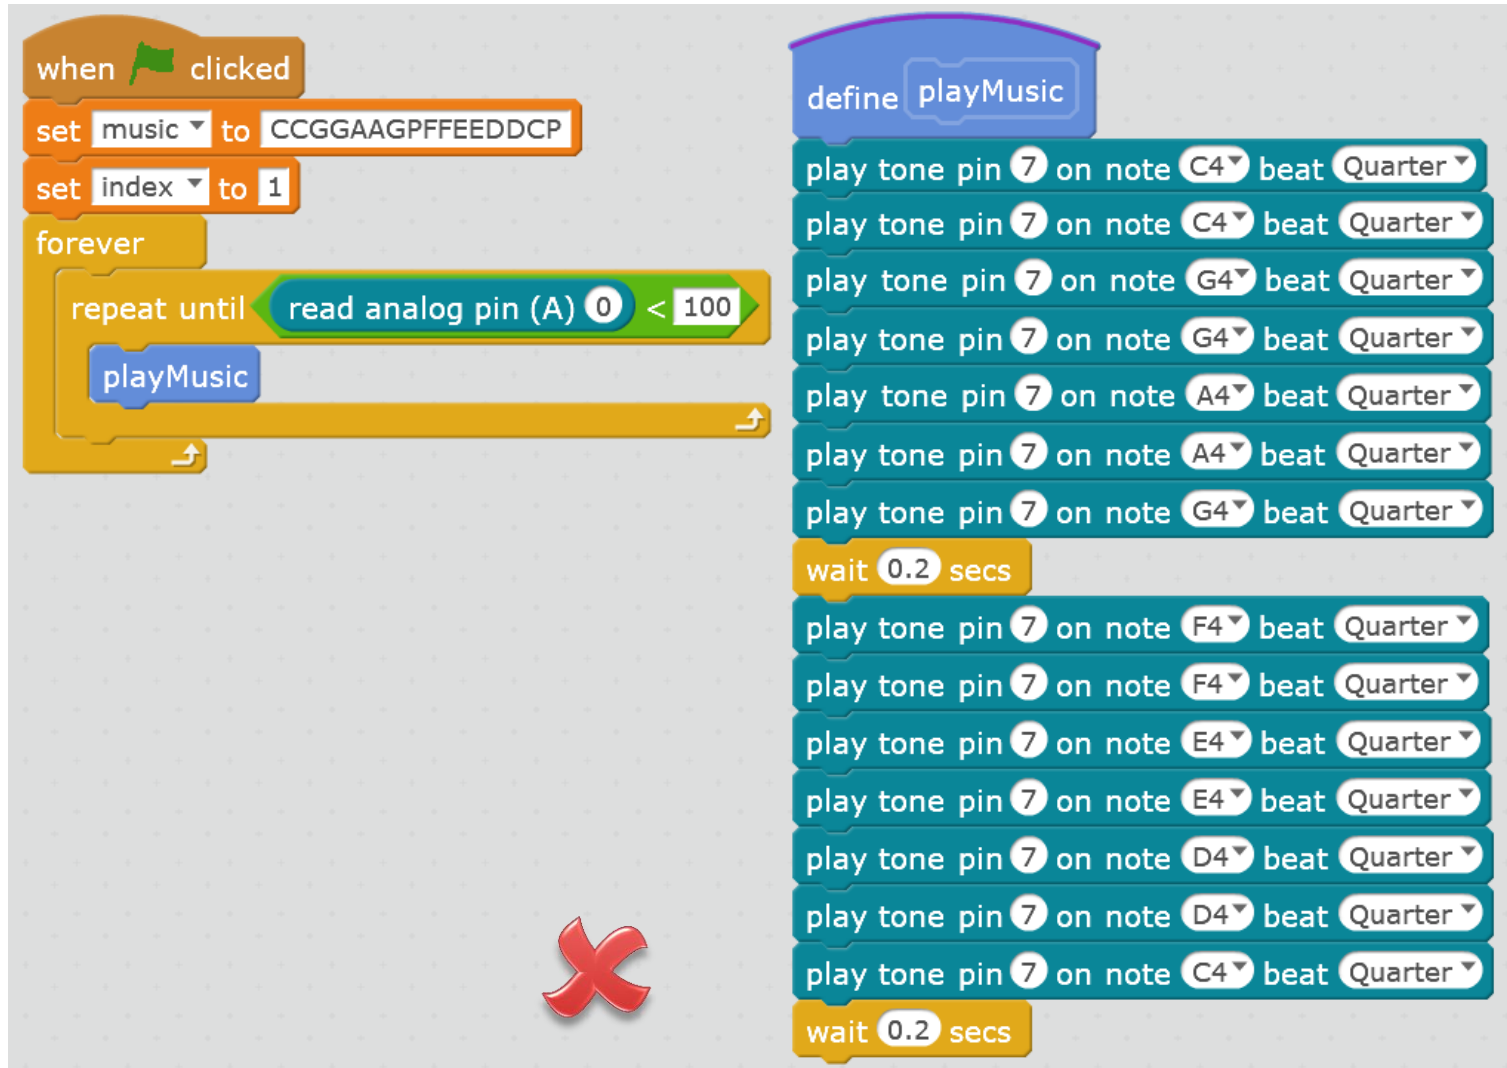 when clicked
set music to CCGGAAGPFFEEDDCP
set index to 1
forever
repeat until read analog pin (A) 0 < 100
playMusic
define playMusic
play tone pin 7 on note C4 beat Quarter
play tone pin 7 on note C4 beat Quarter
play tone pin 7 on note G4 beat Quarter
play tone pin 7 on note G4 beat Quarter
play tone pin 7 on note A4 beat Quarter
play tone pin 7 on note A4 beat Quarter
play tone pin 7 on note G4 beat Quarter
wait 0.2 secs
play tone pin 7 on note F4 beat Quarter
play tone pin 7 on note F4 beat Quarter
play tone pin 7 on note E4 beat Quarter
play tone pin 7 on note E4 beat Quarter
play tone pin 7 on note D4 beat Quarter
play tone pin 7 on note D4 beat Quarter
play tone pin 7 on note C4 beat Quarter
wait 0.2 secs